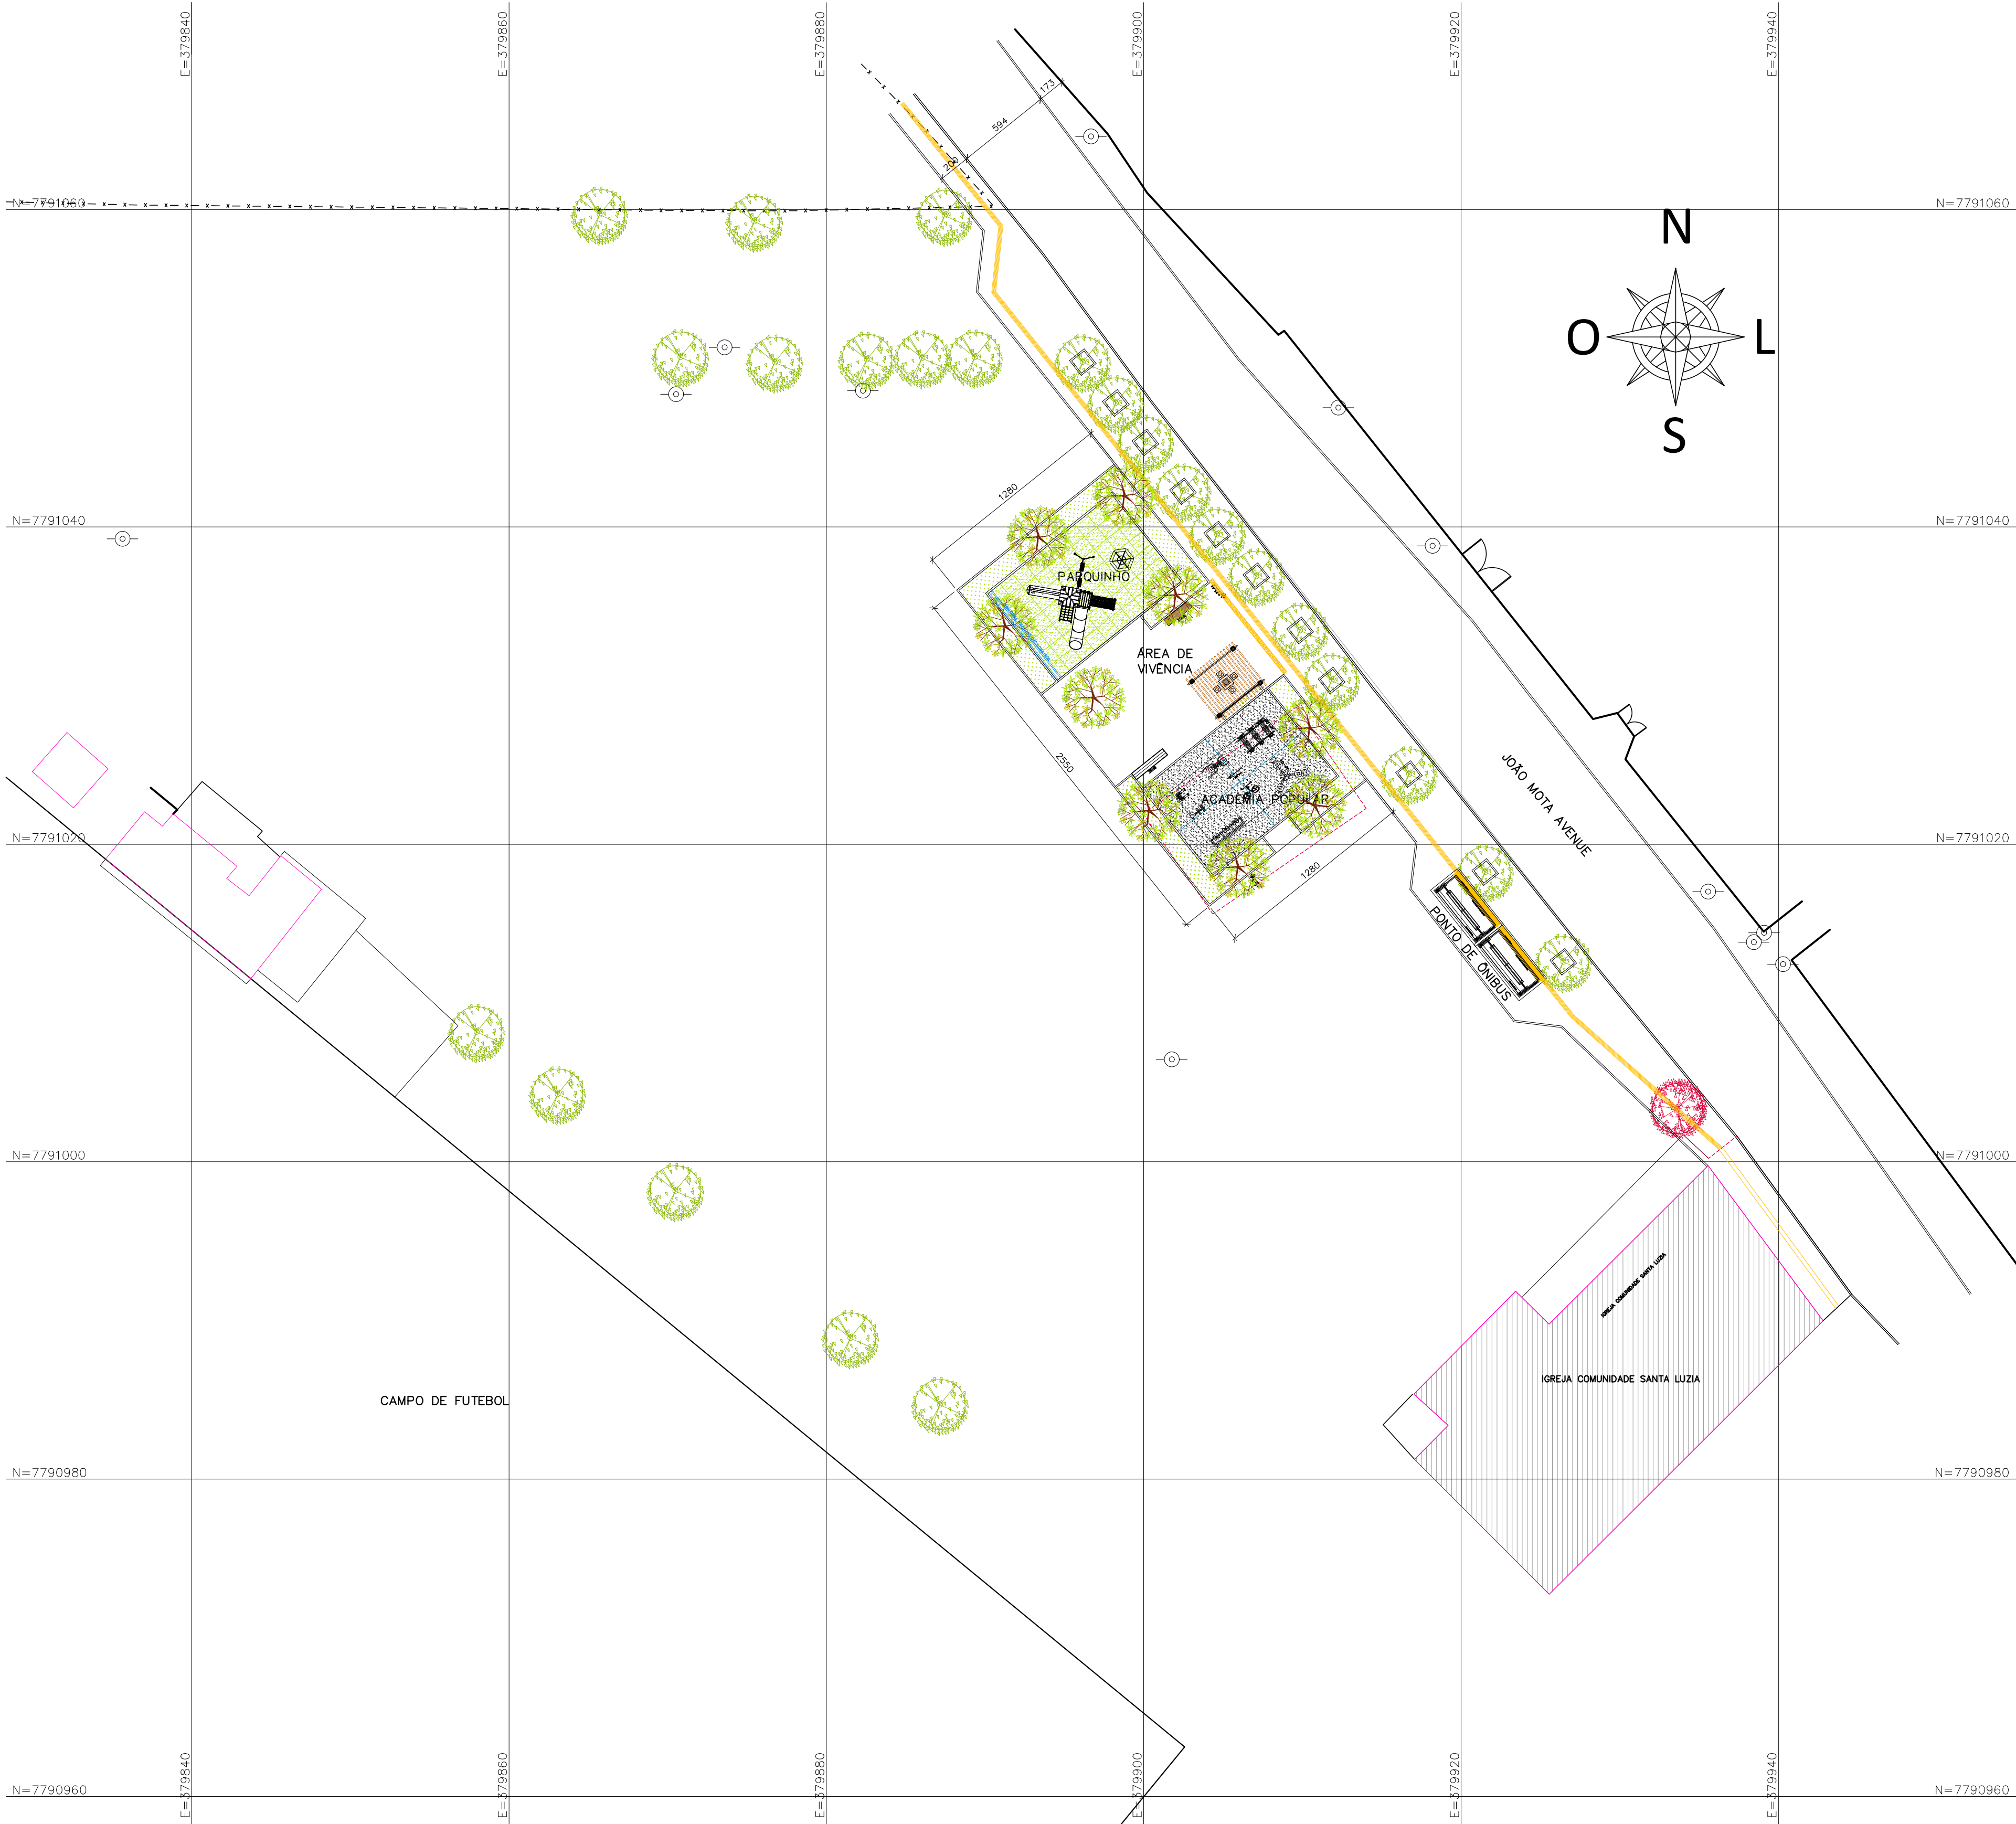 E=379840
E=379860
E=379880
E=379900
E=379920
E=379940
173
594
200
N=7791060
N=7791060
N
O
L
S
1280
N=7791040
N=7791040
PARQUINHO
ÁREA DE
VIVÊNCIA
2550
JOÃO MOTA AVENUE
ACADEMIA POPULAR
N=7791020
N=7791020
1280
PONTO DE ÔNIBUS
N=7791000
N=7791000
IGREJA COMUNIDADE SANTA LUZIA
IGREJA COMUNIDADE SANTA LUZIA
CAMPO DE FUTEBOL
N=7790980
N=7790980
N=7790960
N=7790960
E=379840
E=379860
E=379880
E=379900
E=379920
E=379940